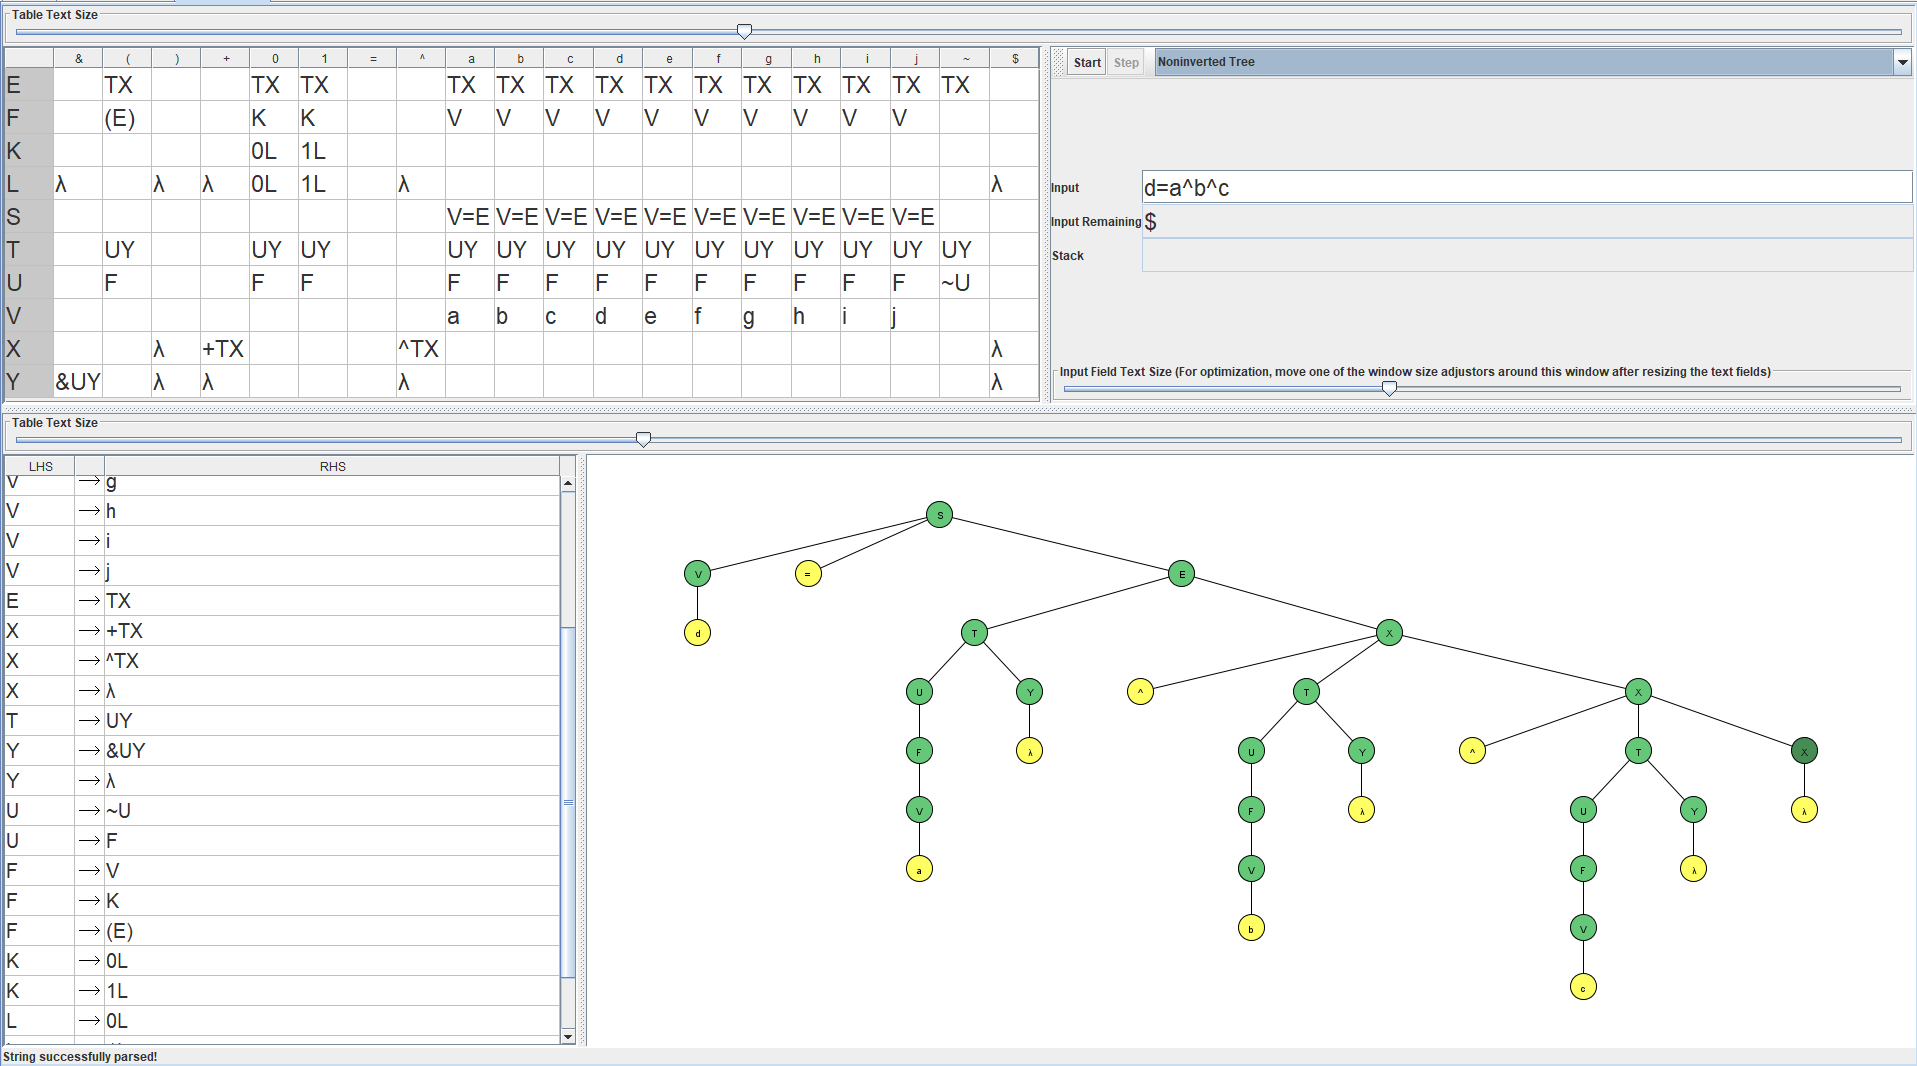 Table Text Size
& ( ) + 0 1 = ^ a b c d e f g h i j ~ $
E TX TX TX TX TX TX TX TX TX TX TX TX TX TX
F (E) K K V V V V V V V V V V
K 0L 1L
L λ λ λ 0L 1L λ λ
S V=E V=E V=E V=E V=E V=E V=E V=E V=E V=E
T UY UY UY UY UY UY UY UY UY UY UY UY UY UY
U F F F F F F F F F F F F F ~U
V a b c d e f g h i j
X λ +TX ^TX λ
Y &UY λ λ λ λ
Start Step Noninverted Tree
Input d=a^b^c
Input Remaining $
Stack
Input Field Text Size (For optimization, move one of the window size adjustors around this window after resizing the text fields)
Table Text Size
LHS RHS
V → g
V → h
V → i
V → j
E → TX
X → +TX
X → ^TX
X → λ
T → UY
Y → &UY
Y → λ
U → ~U
U → F
F → V
F → K
F → (E)
K → 0L
K → 1L
L → 0L
S
V = E
d T X
U Y ^ T X
F λ U Y ^ T X
V F λ U Y λ
a V F λ
b V
c
String successfully parsed!